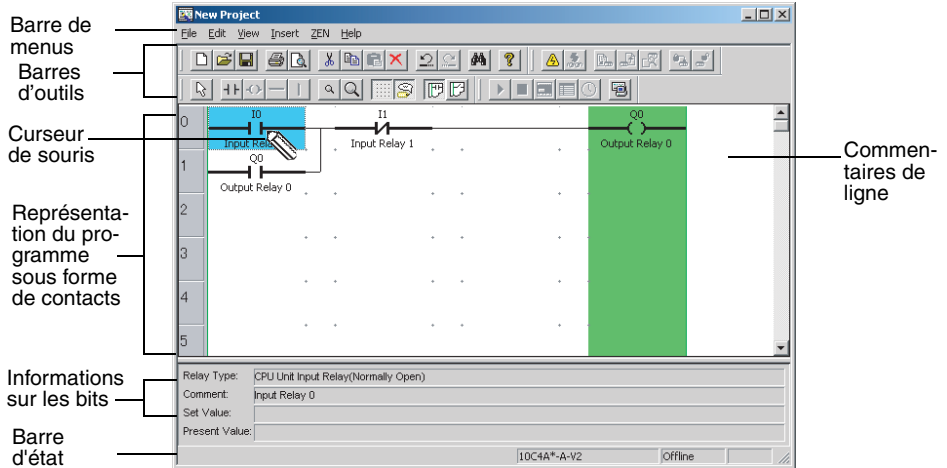 New Project
File Edit View Insert ZEN Help
Barre de
menus
Barres
d'outils
Curseur
de souris
Représenta-
tion du pro-
gramme
sous forme
de contacts
Informations
sur les bits
Barre
d'état
0
I0
I1
Q0
Input Rela
Input Relay 1
Output Relay 0
1
Q0
Output Relay 0
2
3
4
5
Commen-
taires de
ligne
Relay Type: CPU Unit Input Relay(Normally Open)
Comment: Input Relay 0
Set Value:
Present Value:
10C4A*-A-V2 Offline